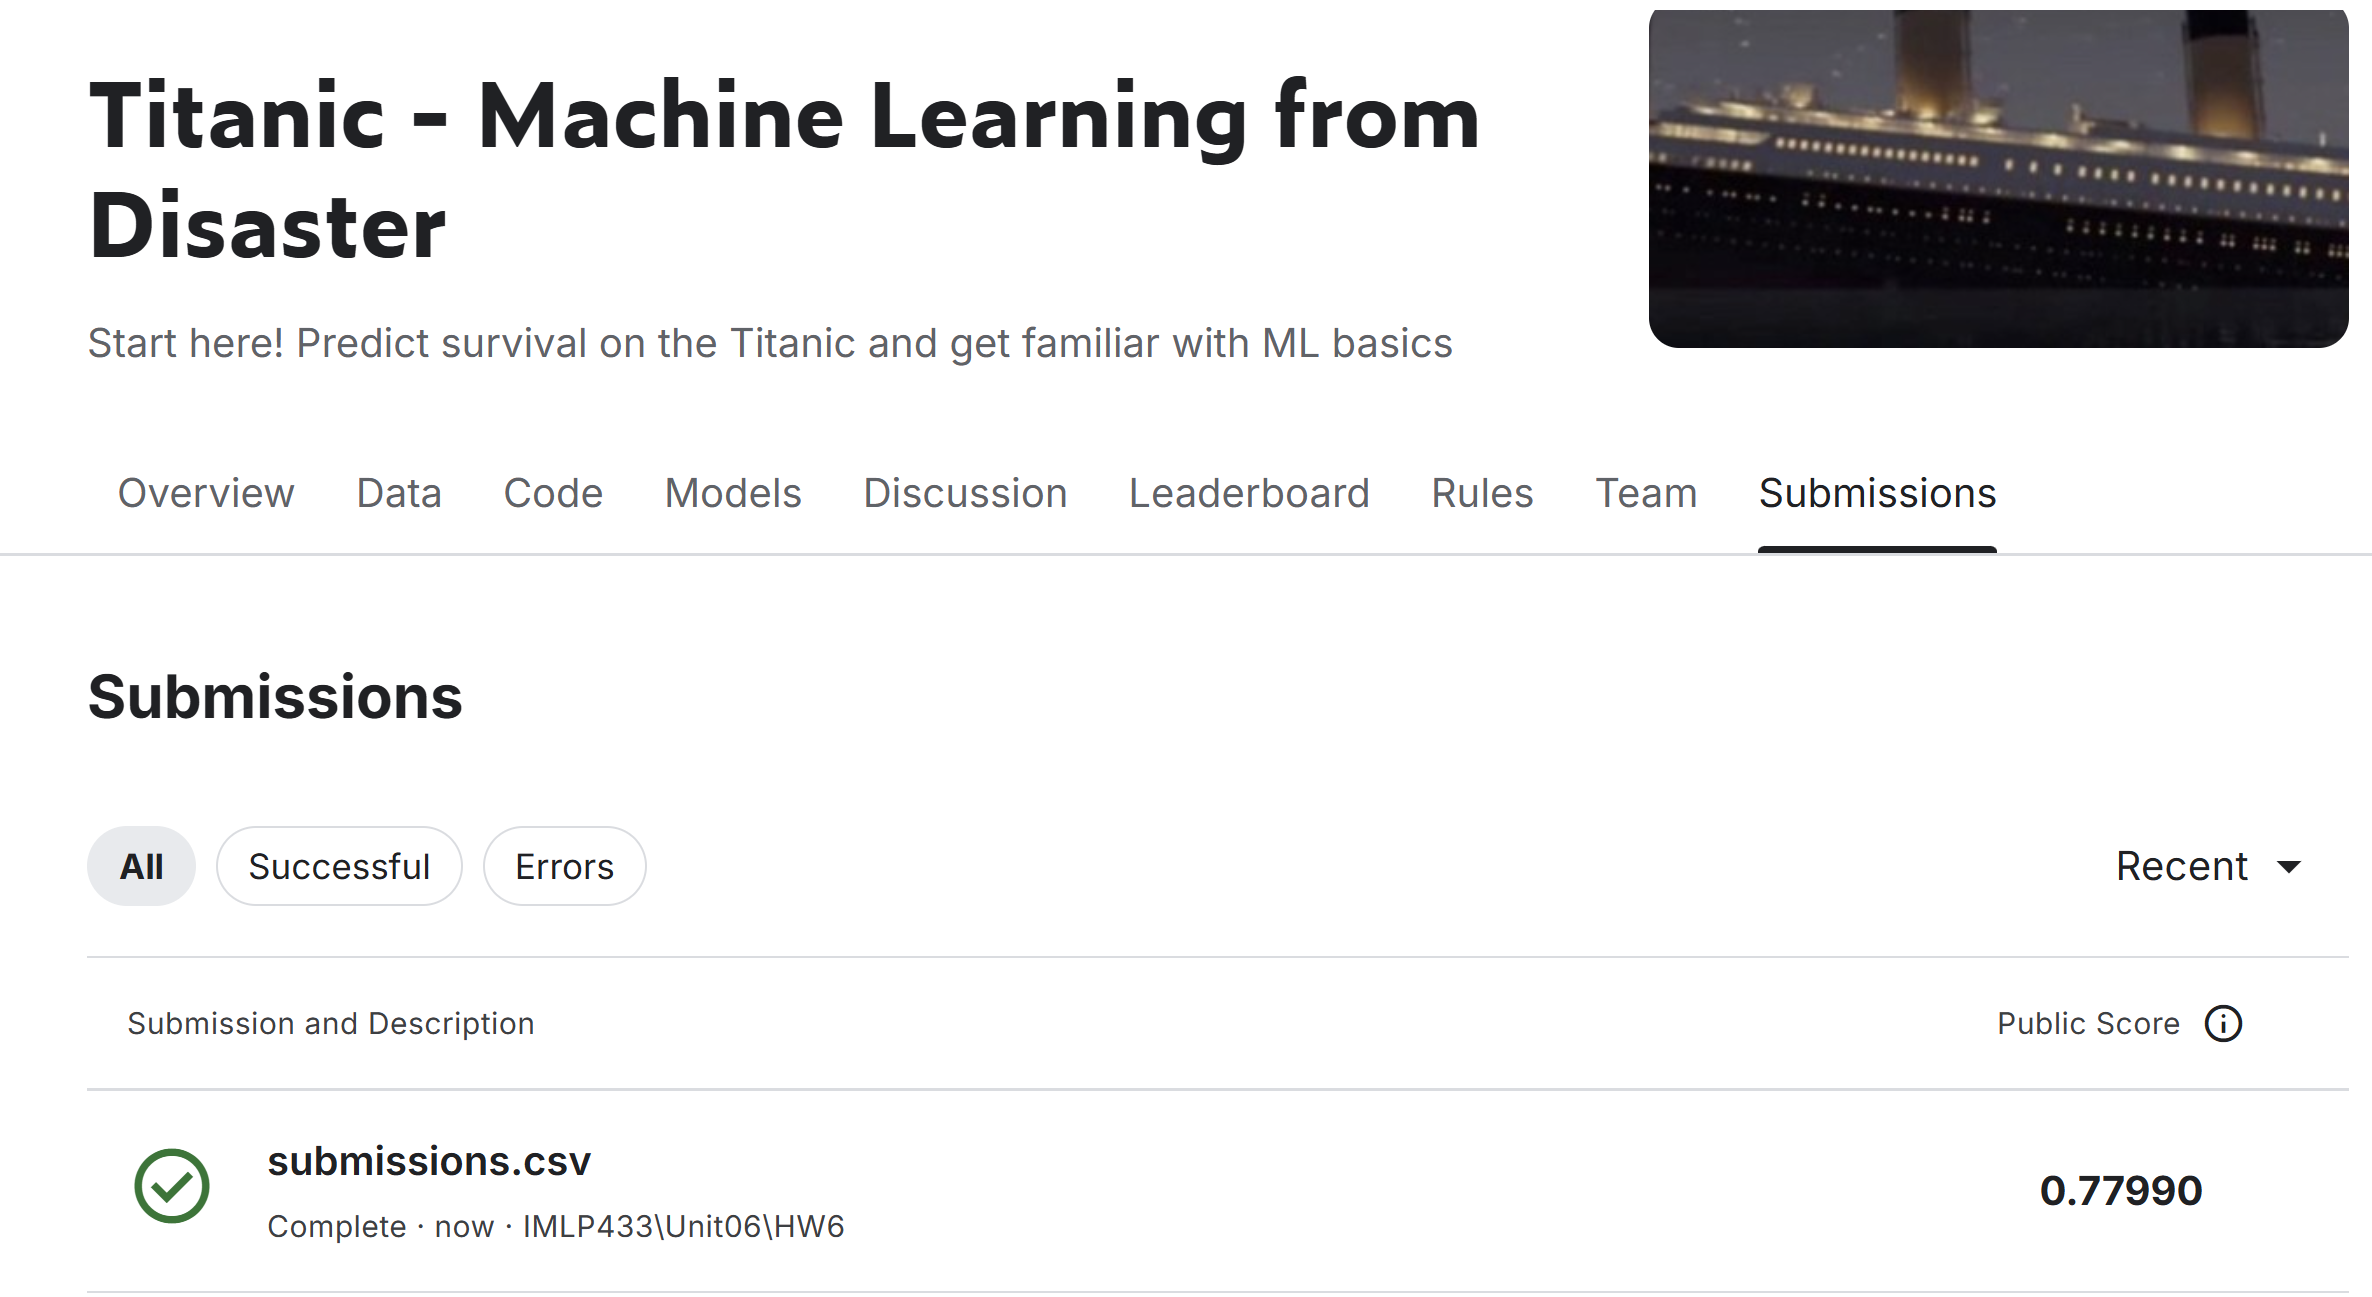 Titanic - Machine Learning from
Disaster
Start here! Predict survival on the Titanic and get familiar with ML basics
Overview Data Code Models Discussion Leaderboard Rules Team Submissions
Submissions
All Successful Errors Recent
Submission and Description Public Score
submissions.csv
Complete · now · IMLP433\Unit06\HW6
0.77990